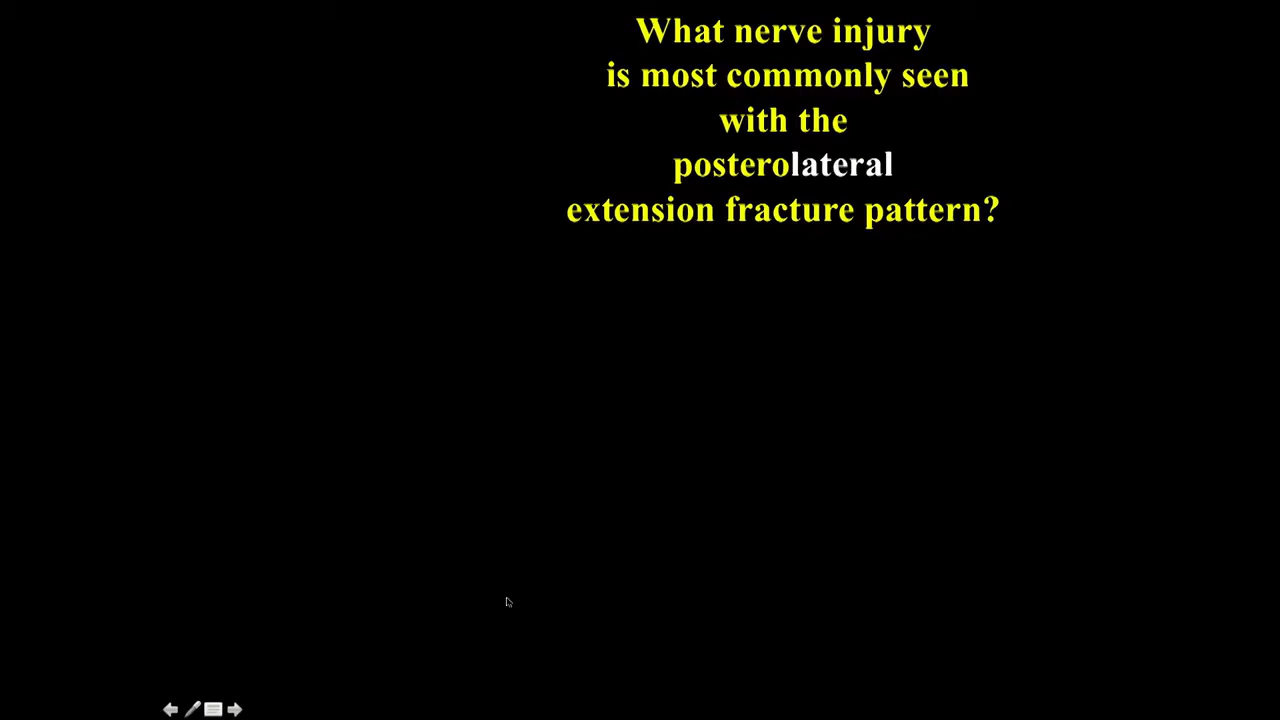 What nerve injury
is most commonly seen
with the
posterolateral
extension fracture pattern?